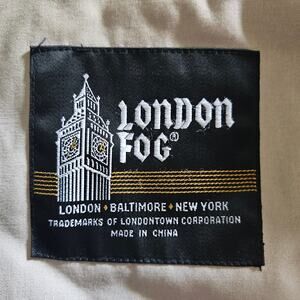 LONDON
FOG®
LONDON • BALTIMORE • NEW YORK
TRADEMARKS OF LONDONTOWN CORPORATION
MADE IN CHINA